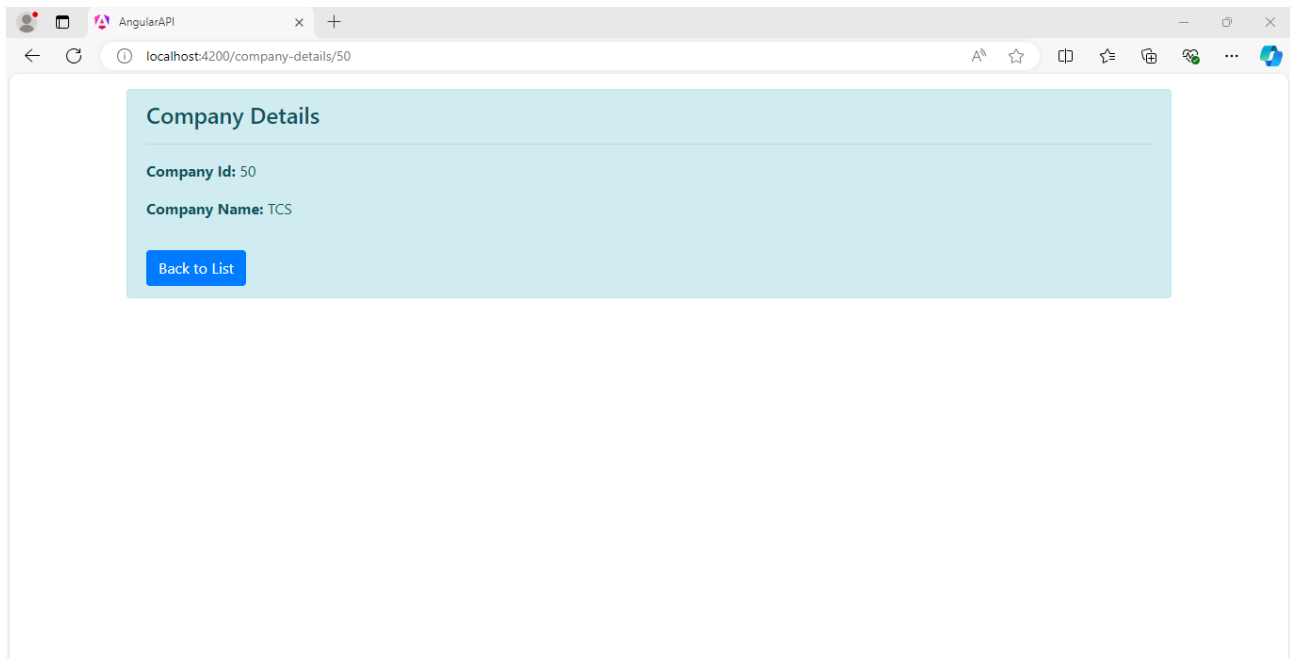 AngularAPI
localhost:4200/company-details/50
Company Details
Company Id: 50
Company Name: TCS
Back to List